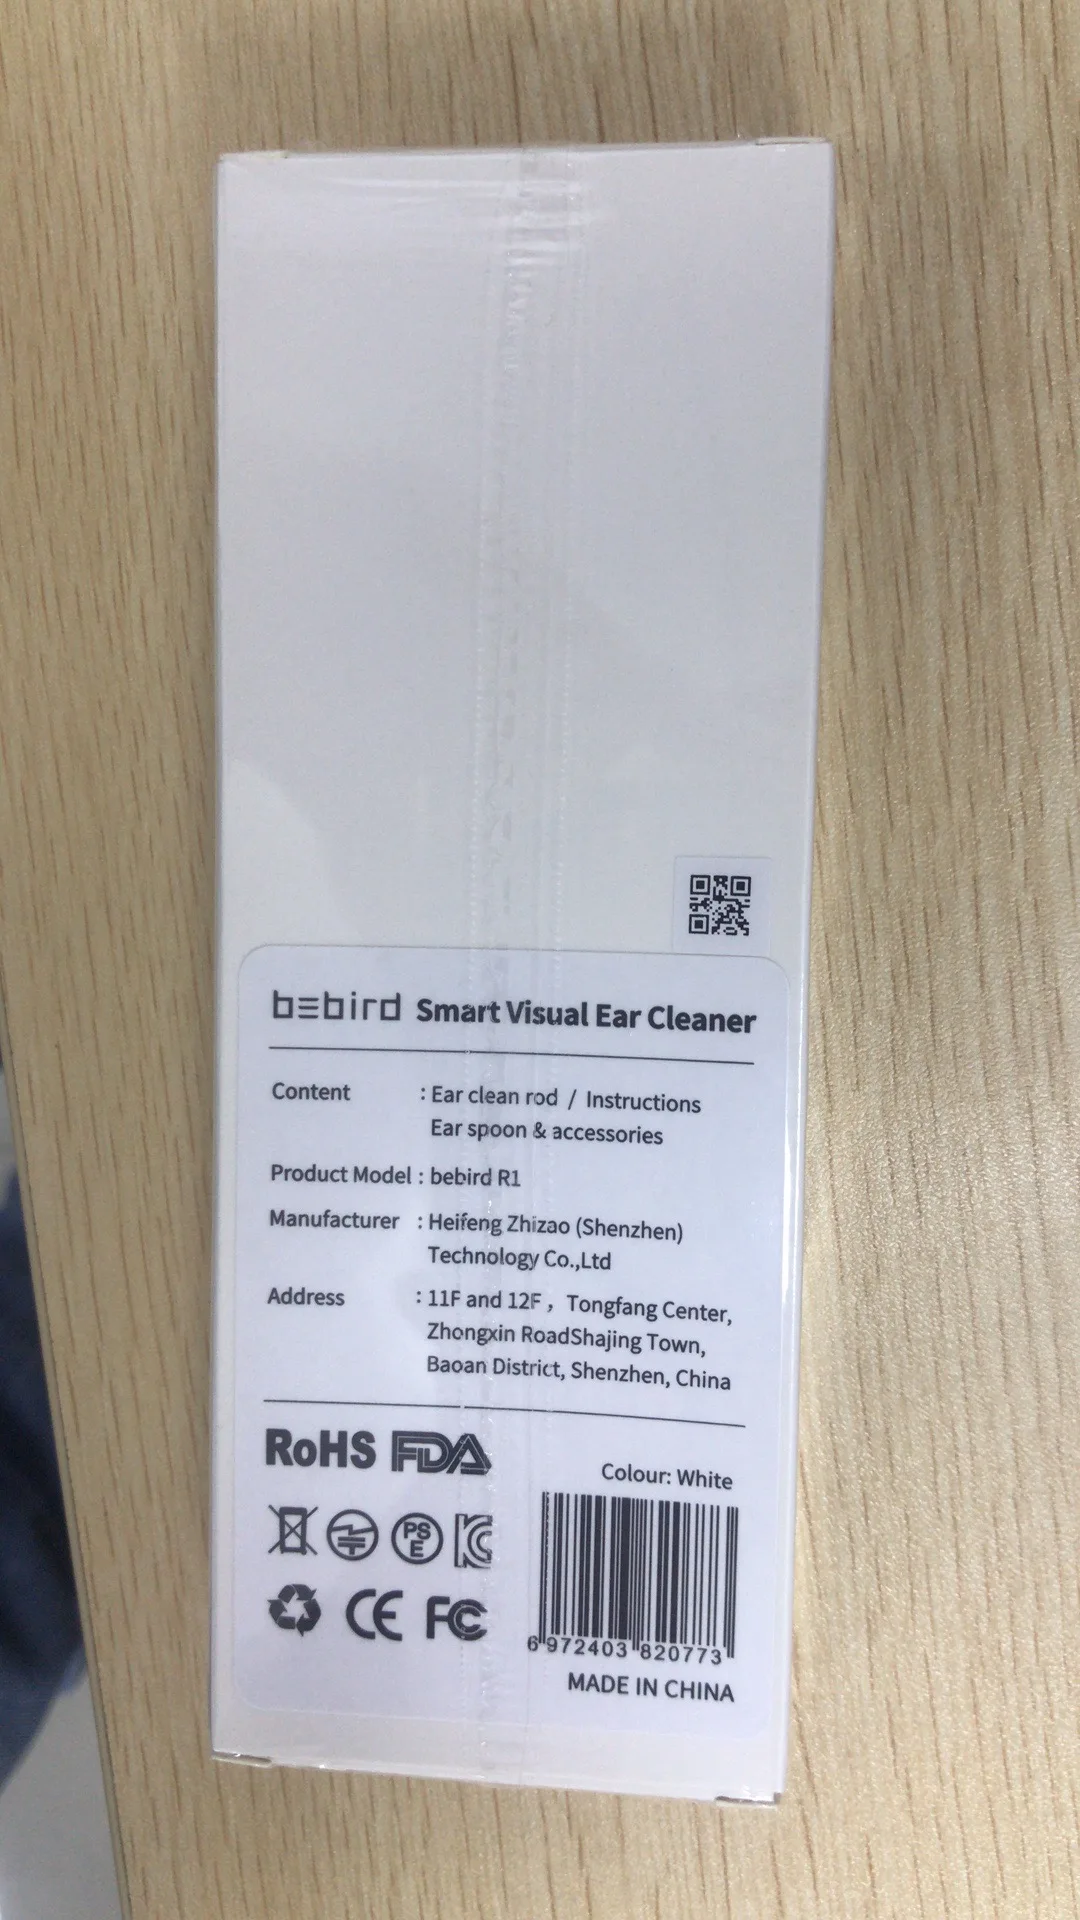 bebird Smart Visual Ear Cleaner
Content : Ear clean rod / Instructions
Ear spoon & accessories
Product Model : bebird R1
Manufacturer : Heifeng Zhizao (Shenzhen)
Technology Co.,Ltd
Address : 11F and 12F , Tongfang Center,
Zhongxin RoadShajing Town,
Baoan District, Shenzhen, China
RoHS FDA
Colour: White
PS
E
CE FC
6 972403 820773
MADE IN CHINA